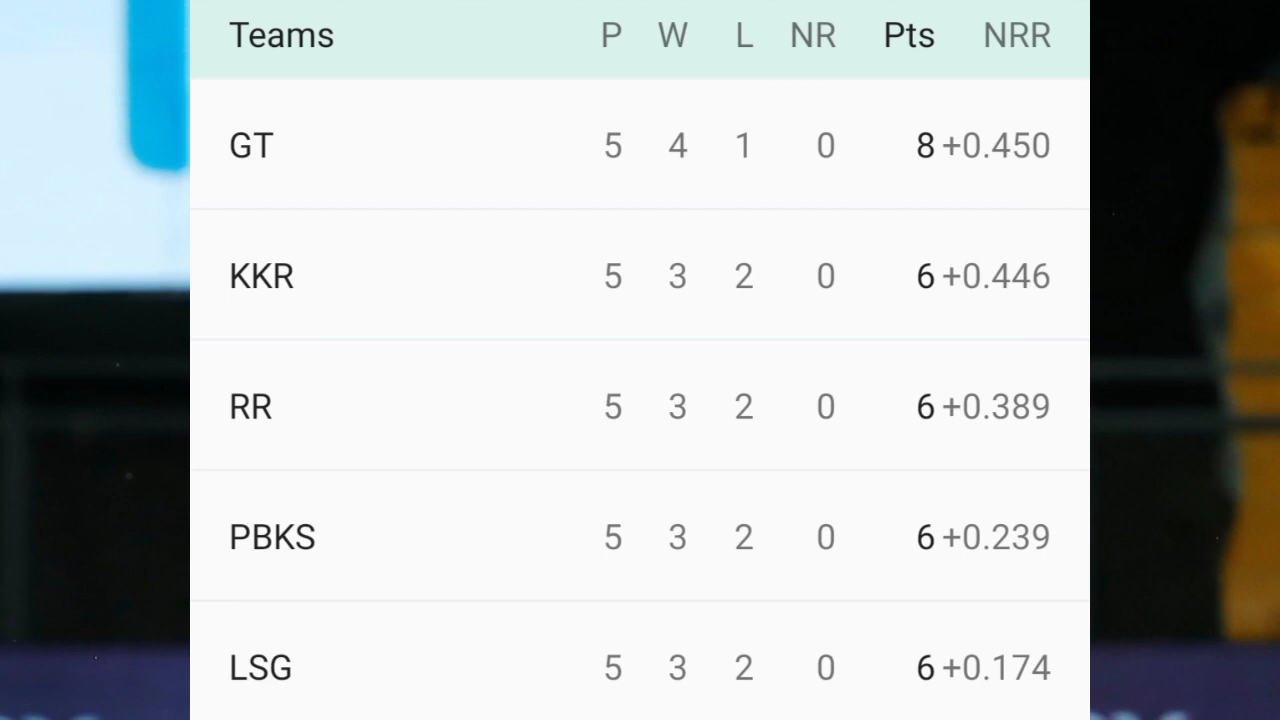 Teams P W L NR Pts NRR
GT 5 4 1 0 8 +0.450
KKR 5 3 2 0 6 +0.446
RR 5 3 2 0 6 +0.389
PBKS 5 3 2 0 6 +0.239
LSG 5 3 2 0 6 +0.174